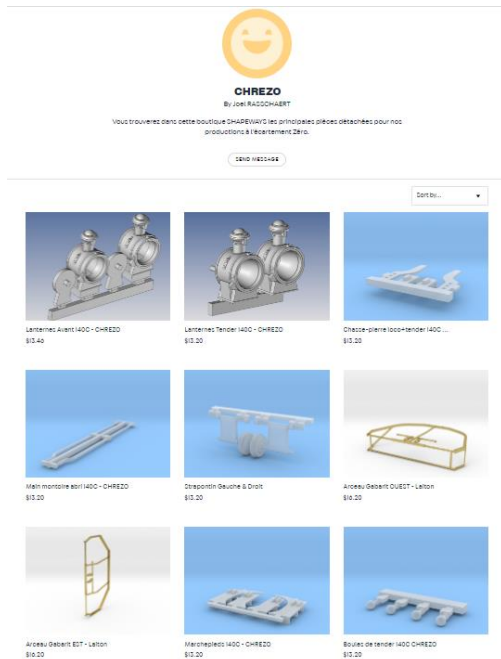 CHREZO
By Joel RASSCHAERT
Vous trouverez dans cette boutique SHAPEWAYS les principales pièces détachées pour nos
productions à l'écartement Zéro.
SEND MESSAGE
Sort by...
Lanternes Avant 140C - CHREZO
$13.46
Lanternes Tender 140C - CHREZO
$13.20
Chasse-pierre loco+tender 140C ...
$13.20
Main montoire abri 140C - CHREZO
$13.20
Strapontin Gauche & Droit
$13.20
Arceau Gabarit OUEST - Laiton
$16.20
Arceau Gabarit EST - Laiton
$16.20
Marchepieds 140C - CHREZO
$13.20
Boules de tender 140C CHREZO
$13.20